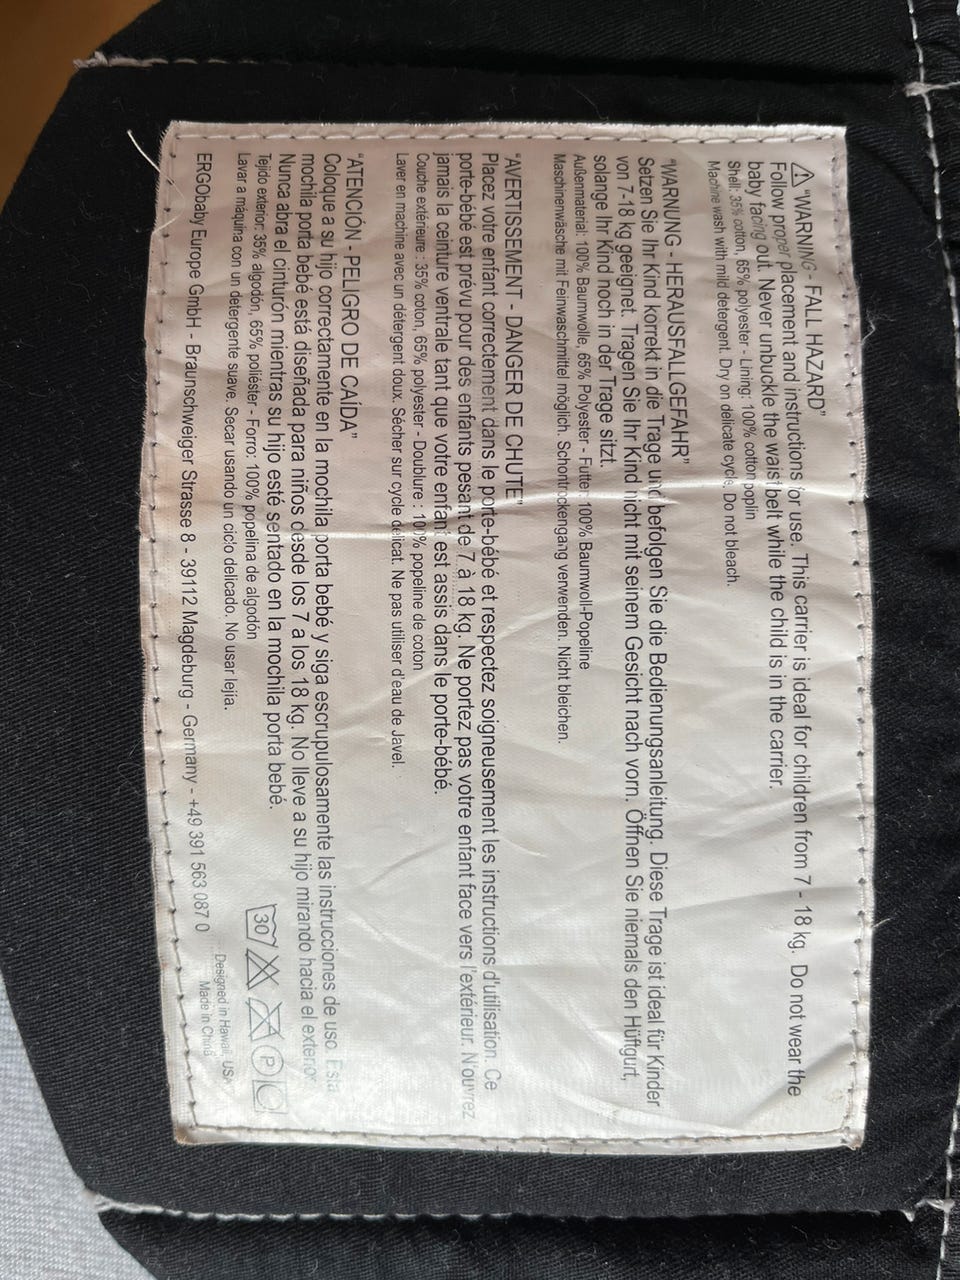 ⚠ "WARNING - FALL HAZARD"
Follow proper placement and instructions for use. This carrier is ideal for children from 7 - 18 kg. Do not wear the
baby facing out. Never unbuckle the waist belt while the child is in the carrier.
Shell: 35% cotton, 65% polyester - Lining: 100% cotton poplin
Machine wash with mild detergent. Dry on delicate cycle. Do not bleach.
"WARNUNG - HERAUSFALLGEFAHR"
Setzen Sie Ihr Kind korrekt in die Trage und befolgen Sie die Bedienungsanleitung. Diese Trage ist ideal für Kinder
von 7-18 kg geeignet. Tragen Sie Ihr Kind nicht mit seinem Gesicht nach vorn. Öffnen Sie niemals den Hüftgurt,
solange Ihr Kind noch in der Trage sitzt.
Außenmaterial: 100% Baumwolle, 65% Polyester - Futter: 100% Baumwoll-Popeline
Maschinenwäsche mit Feinwaschmittel möglich. Schontrockengang verwenden. Nicht bleichen.
"AVERTISSEMENT - DANGER DE CHUTE"
Placez votre enfant correctement dans le porte-bébé et respectez soigneusement les instructions d'utilisation. Ce
porte-bébé est prévu pour des enfants pesant de 7 à 18 kg. Ne portez pas votre enfant face vers l'extérieur. N'ouvrez
jamais la ceinture ventrale tant que votre enfant est assis dans le porte-bébé.
Couche extérieure : 35% coton, 65% polyester - Doublure : 100% popeline de coton
Laver en machine avec un détergent doux. Sécher sur cycle délicat. Ne pas utiliser d'eau de Javel.
"ATENCIÓN - PELIGRO DE CAÍDA"
Coloque a su hijo correctamente en la mochila porta bebé y siga escrupulosamente las instrucciones de uso. Esta
mochila porta bebé está diseñada para niños desde los 7 a los 18 kg. No lleve a su hijo mirando hacia el exterior.
Nunca abra el cinturón mientras su hijo esté sentado en la mochila porta bebé.
Tejido exterior: 35% algodón, 65% poliéster - Forro: 100% popelina de algodón
Lavar a máquina con un detergente suave. Secar usando un ciclo delicado. No usar lejía.
30 P
ERGObaby Europe GmbH - Braunschweiger Strasse 8 - 39112 Magdeburg - Germany - +49 391 563 087 0
Designed in Hawaii, USA
Made in China